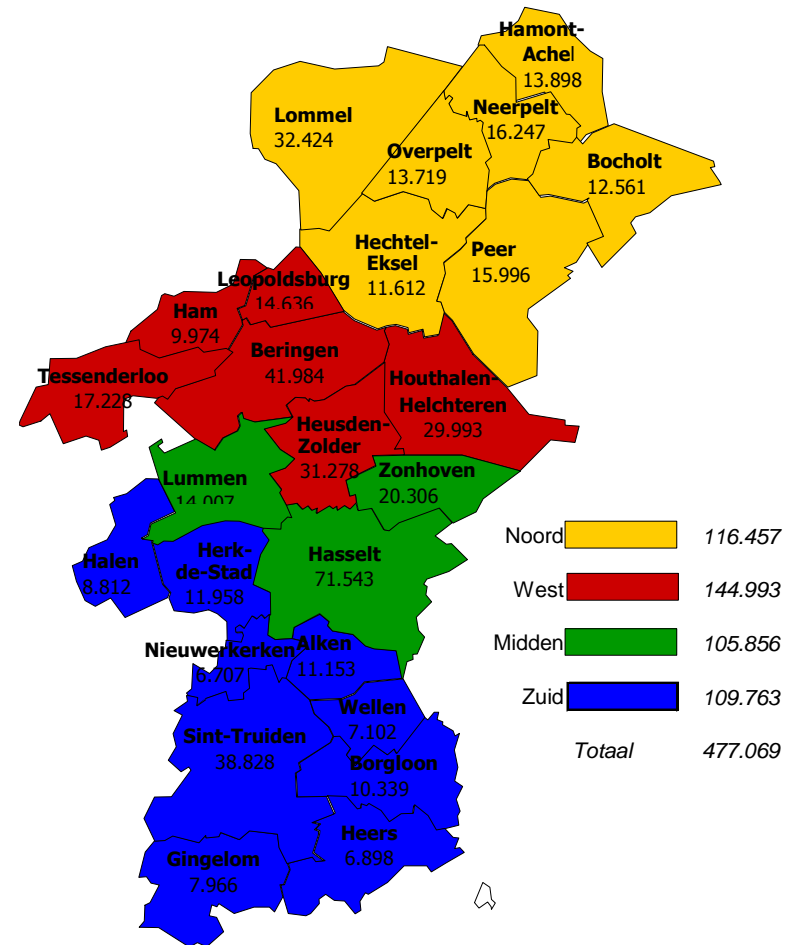 Hamont-
Achel
13.898
Lommel
32.424
Neerpelt
16.247
Overpelt
13.719
Bocholt
12.561
Hechtel-
Eksel
11.612
Peer
15.996
Leopoldsburg
14.636
Ham
9.974
Beringen
41.984
Tessenderloo
17.228
Houthalen-
Helchteren
29.993
Heusden-
Zolder
31.278
Lummen
14.007
Zonhoven
20.306
Halen
8.812
Herk-
de-Stad
11.958
Hasselt
71.543
Nieuwerkerken
6.707
Alken
11.153
Wellen
7.102
Sint-Truiden
38.828
Borgloon
10.339
Heers
6.898
Gingelom
7.966
Noord 116.457
West 144.993
Midden 105.856
Zuid 109.763
Totaal 477.069